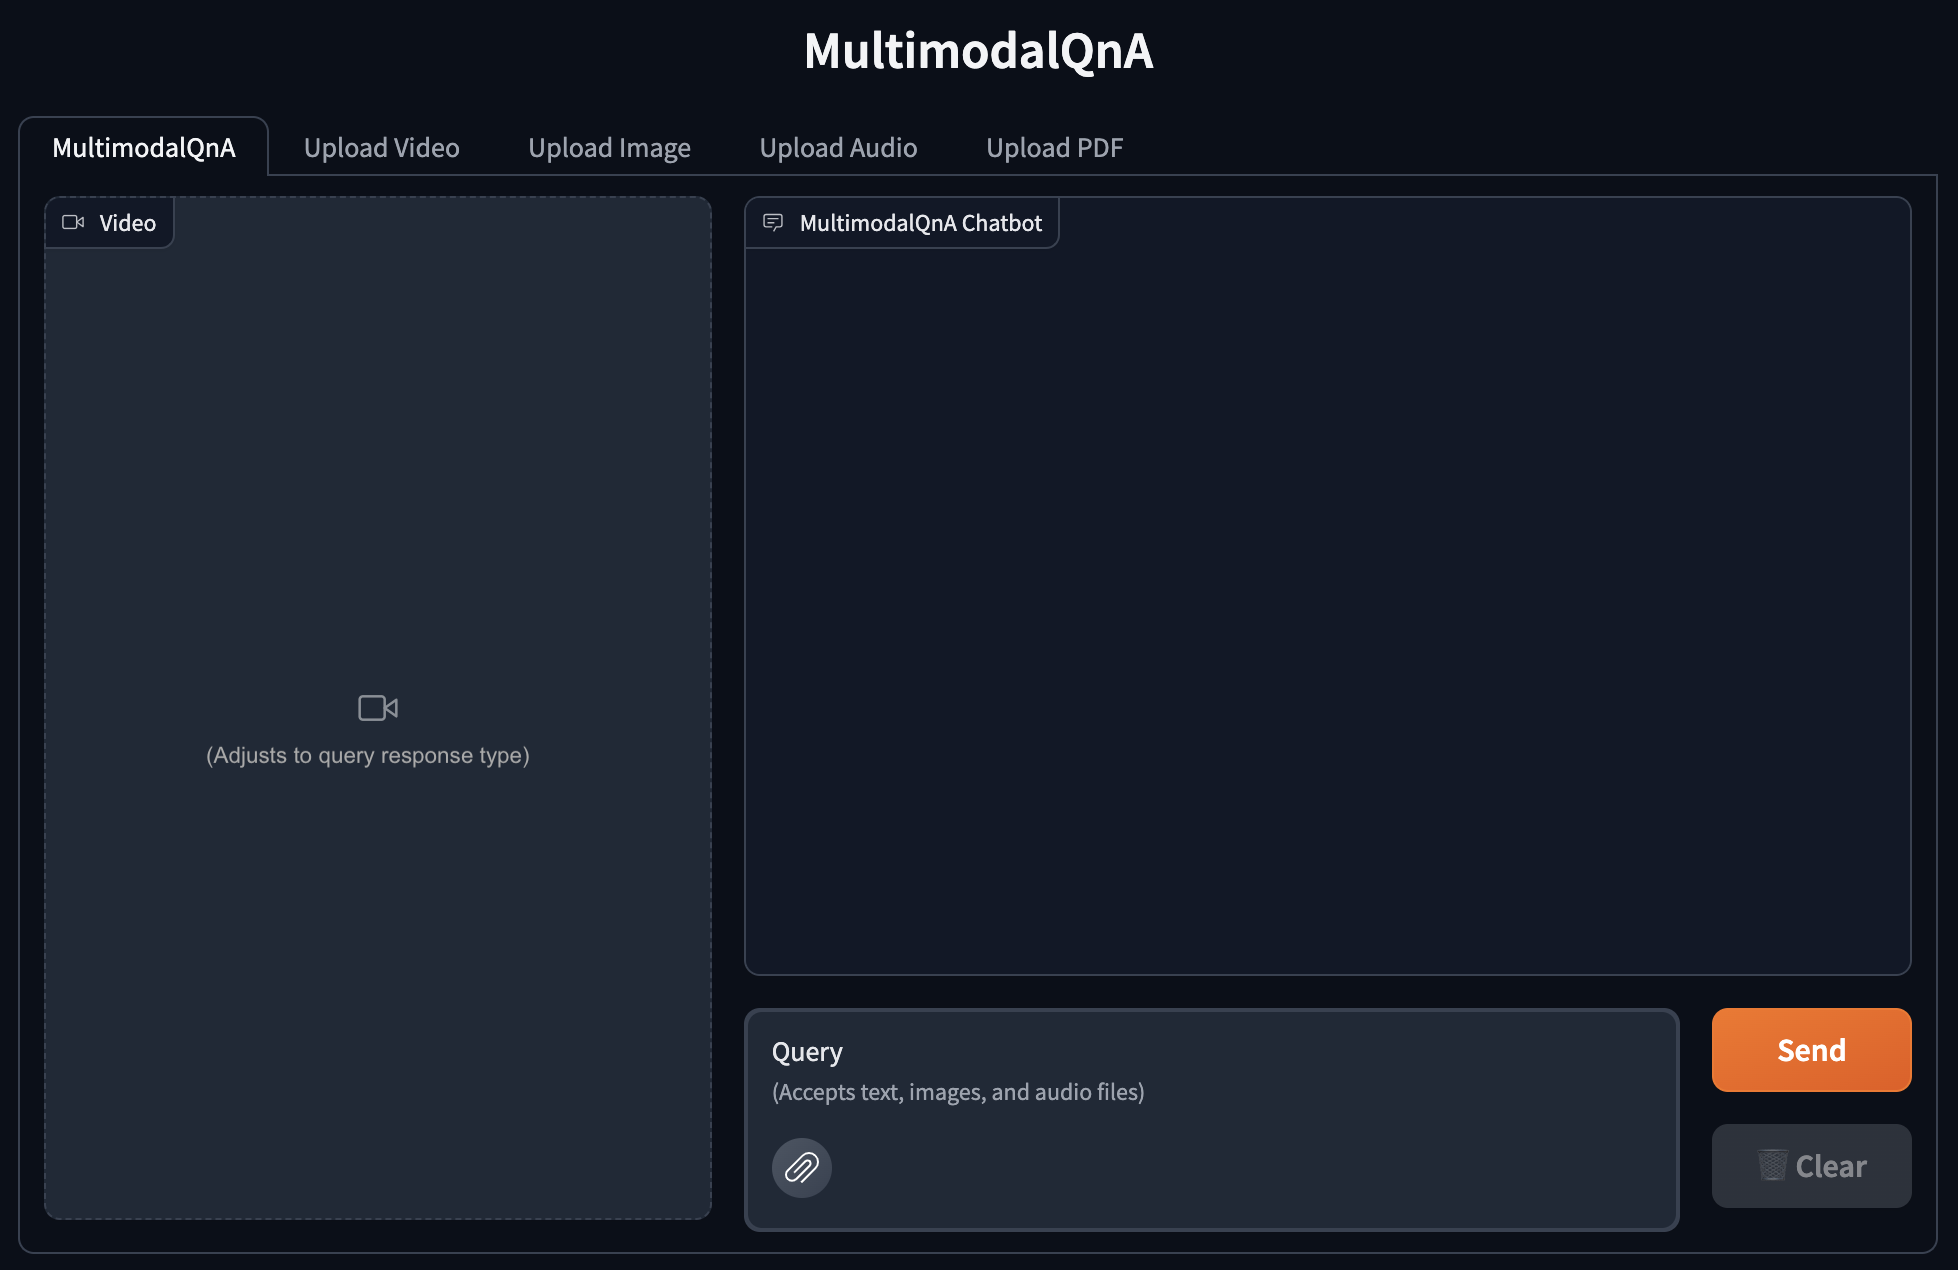 MultimodalQnA
MultimodalQnA
Upload Video
Upload Image
Upload Audio
Upload PDF
Video
(Adjusts to query response type)
MultimodalQnA Chatbot
Query
(Accepts text, images, and audio files)
Send
Clear